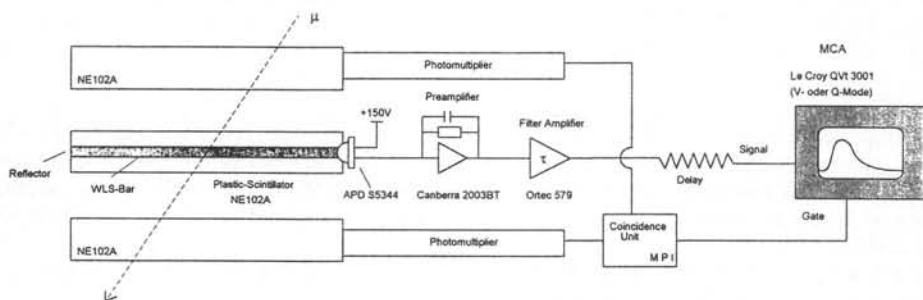 μ
MCA
Le Croy QVt 3001
(V- oder Q-Mode)
NE102A
Photomultiplier
Preamplifier
+150V
Filter Amplifier
τ
Signal
Reflector
WLS-Bar
Plastic-Scintillator
NE102A
APD S5344
Canberra 2003BT
Ortec 579
Delay
Gate
NE102A
Photomultiplier
Coincidence
Unit
M P I